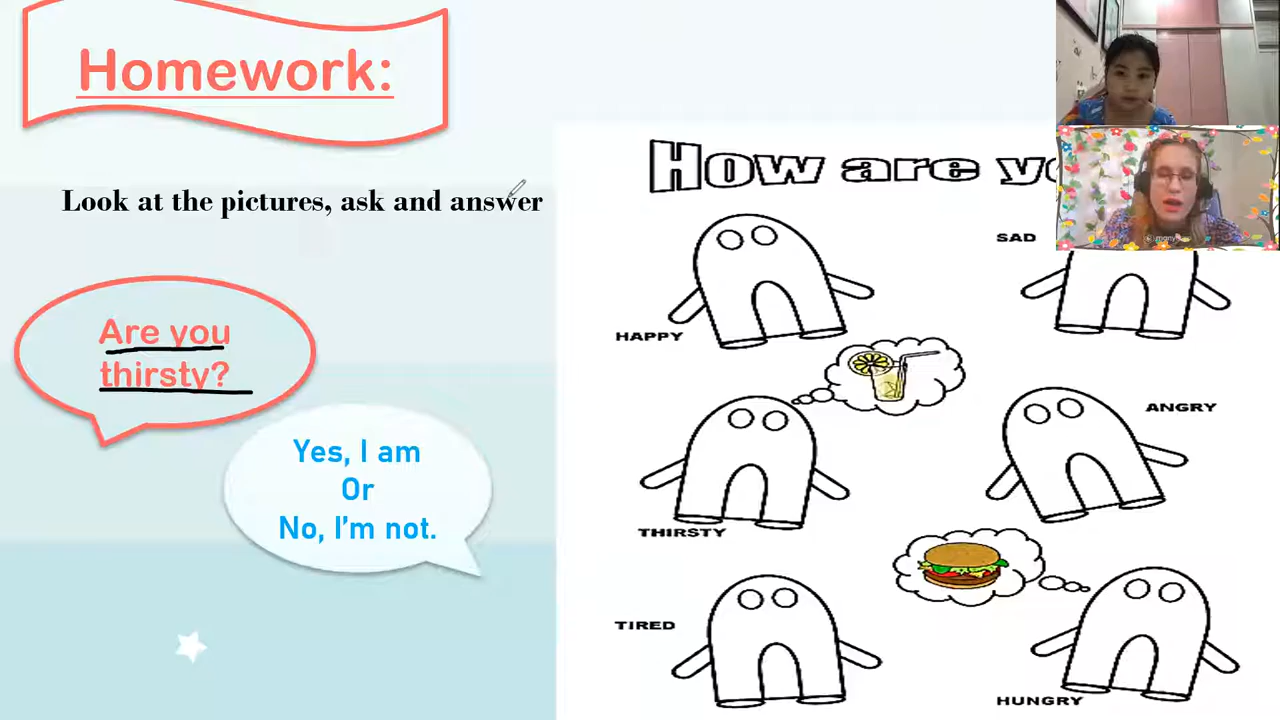 Homework:
Look at the pictures, ask and answer
Are you
thirsty?
Yes, I am
Or
No, I'm not.
How are
HAPPY
SAD
THIRSTY
ANGRY
TIRED
HUNGRY